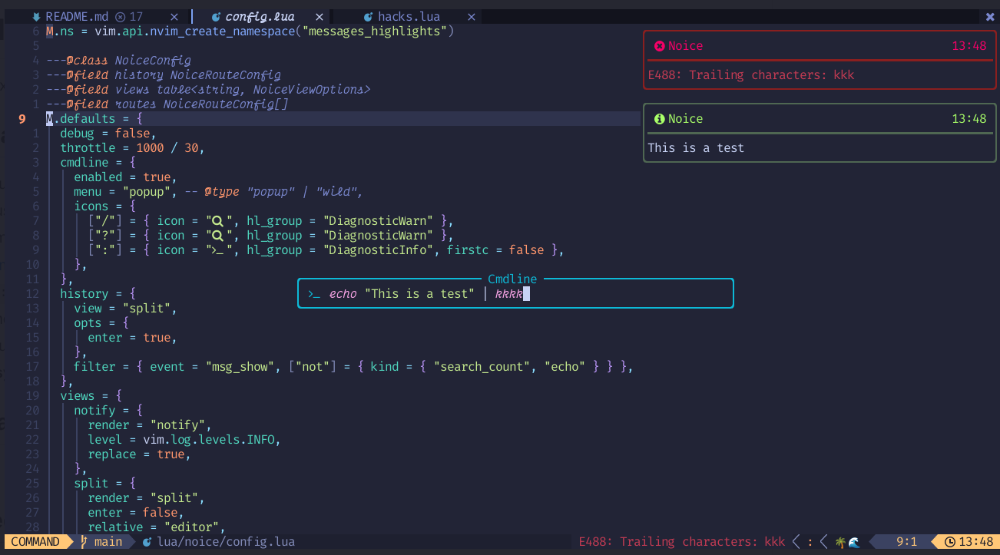 README.md 17 config.lua hacks.lua
6 M.ns = vim.api.nvim_create_namespace("messages_highlights")
5
4 ---@class NoiceConfig
3 ---@field history NoiceRouteConfig
2 ---@field views table<string, NoiceViewOptions>
1 ---@field routes NoiceRouteConfig[]
9 M.defaults = {
1 debug = false,
2 throttle = 1000 / 30,
3 cmdline = {
4 enabled = true,
5 menu = "popup", -- @type "popup" | "wild",
6 icons = {
7 ["/"] = { icon = " ", hl_group = "DiagnosticWarn" },
8 ["?"] = { icon = " ", hl_group = "DiagnosticWarn" },
9 [":"] = { icon = ">_", hl_group = "DiagnosticInfo", firstc = false },
10 },
11 },
12 history = {
13 view = "split",
14 opts = {
15 enter = true,
16 },
17 filter = { event = "msg_show", ["not"] = { kind = { "search_count", "echo" } } },
18 },
19 views = {
20 notify = {
21 render = "notify",
22 level = vim.log.levels.INFO,
23 replace = true,
24 },
25 split = {
26 render = "split",
27 enter = false,
28 relative = "editor",
Noice 13:48
E488: Trailing characters: kkk
Noice 13:48
This is a test
Cmdline
>_ echo "This is a test" | kkkk
COMMAND main lua/noice/config.lua E488: Trailing characters: kkk : 9:1 13:48